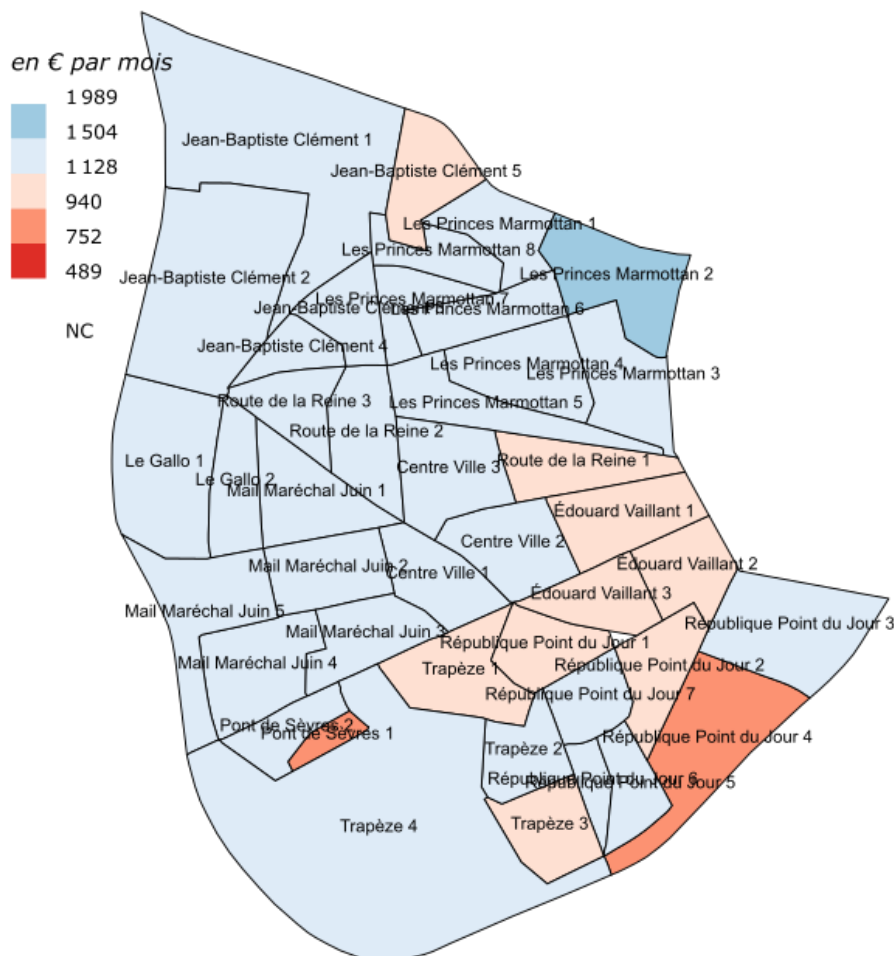 en € par mois
1 989
1 504
1 128
940
752
489
NC
Jean-Baptiste Clément 1
Jean-Baptiste Clément 5
Les Princes Marmottan 1
Les Princes Marmottan 8
Les Princes Marmottan 2
Jean-Baptiste Clément 2
Les Princes Marmottan 7
Jean-Baptiste Clément
Les Princes Marmottan 6
Jean-Baptiste Clément 4
Les Princes Marmottan 4
Les Princes Marmottan 3
Route de la Reine 3
Les Princes Marmottan 5
Route de la Reine 2
Le Gallo 1
Centre Ville 3
Route de la Reine 1
Le Gallo 2
Mail Maréchal Juin 1
Édouard Vaillant 1
Centre Ville 2
Mail Maréchal Juin 2
Centre Ville 1
Édouard Vaillant 2
Édouard Vaillant 3
Mail Maréchal Juin 5
République Point du Jour 3
Mail Maréchal Juin 3
République Point du Jour 1
Mail Maréchal Juin 4
Trapèze 1
République Point du Jour 2
République Point du Jour 7
Pont de Sèvres 2
Pont de Sèvres 1
République Point du Jour 4
Trapèze 2
République Point du Jour 6
République Point du Jour 5
Trapèze 4
Trapèze 3